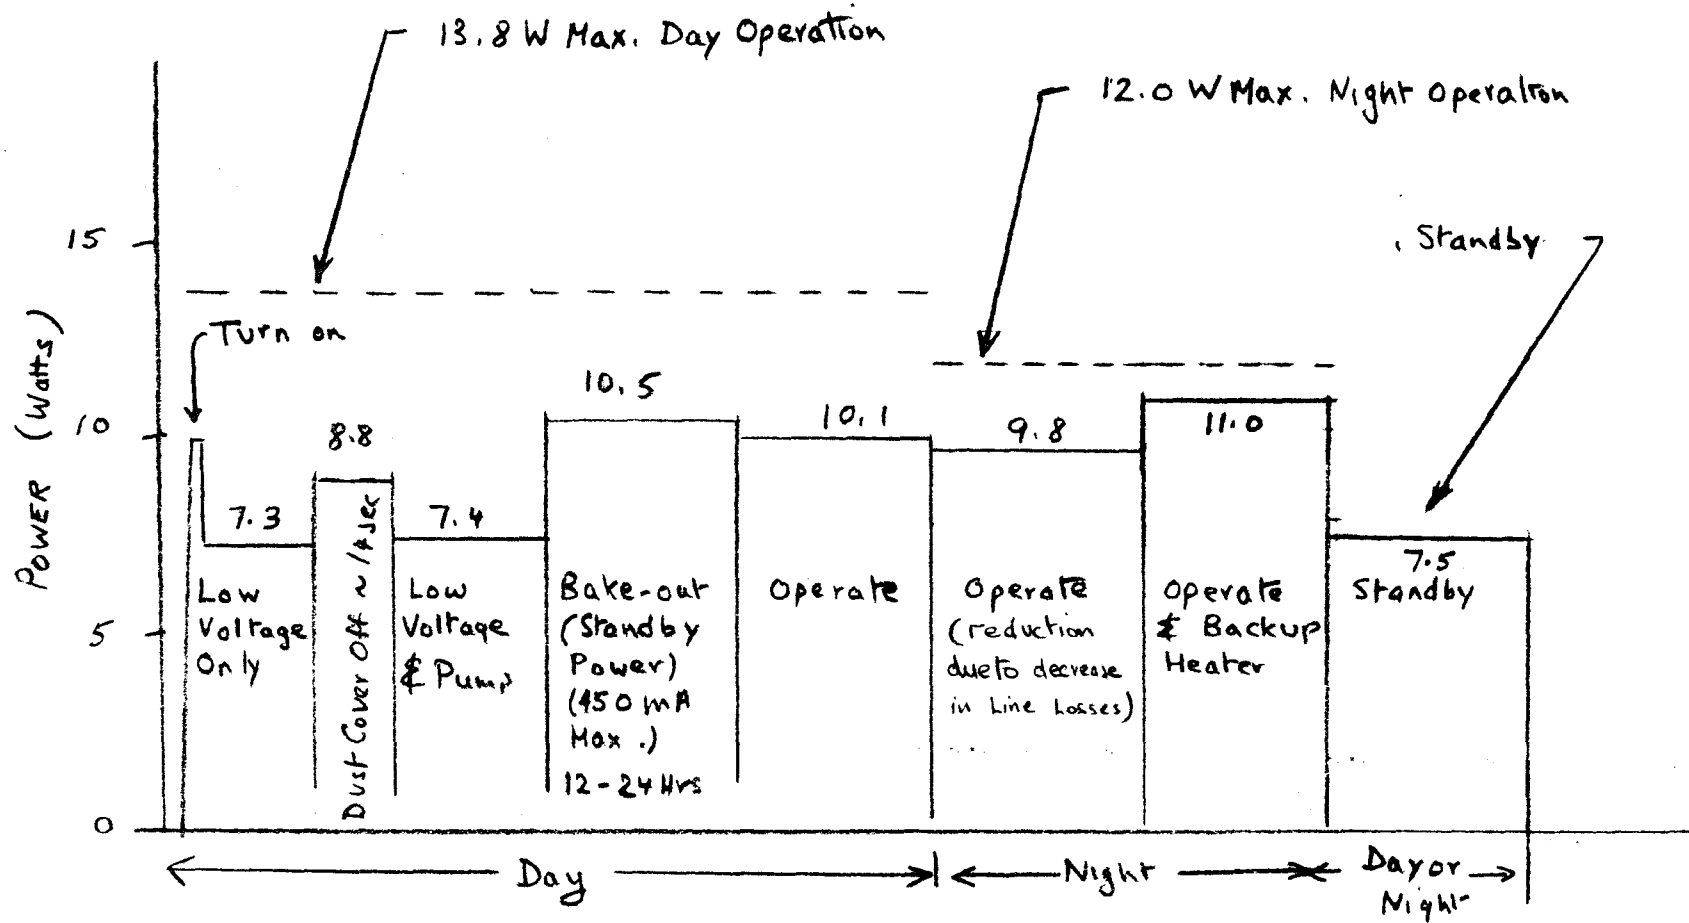 13.8 W Max. Day Operation
12.0 W Max. Night Operation
Standby
15
Turn on
10.5
10
10.1
8.8
9.8
11.0
7.3
7.4
7.5
POWER (Watts)
Low
Voltage
Only
Dust Cover Off ~ 14 sec
Low
Voltage
& Pump
Bake-out
(Standby
Power)
(450 mA
Max.)
12-24 Hrs
Operate
Operate
(reduction
due to decrease
in Line Losses)
Operate
& Backup
Heater
Standby
5
0
Day
Night
Day or
Night